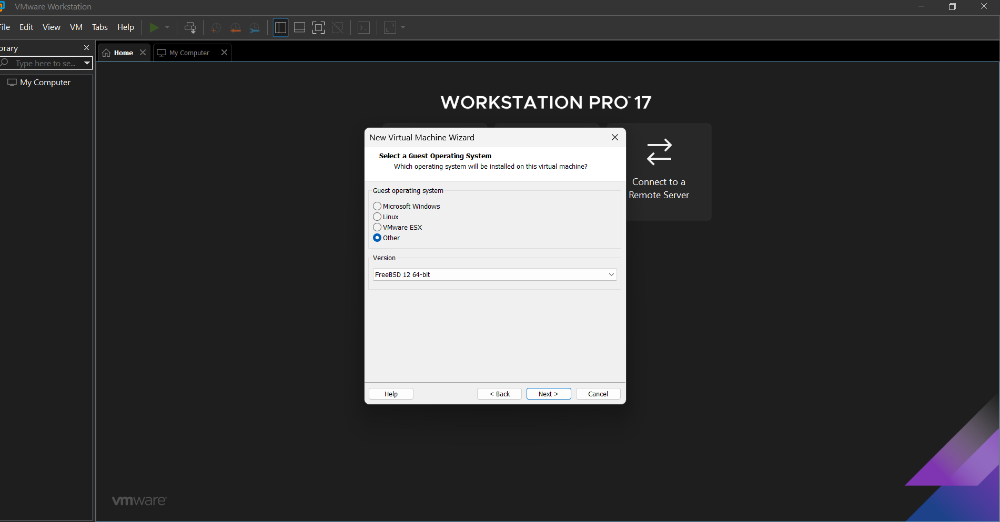 VMware Workstation
File Edit View VM Tabs Help
brary
Type here to se...
My Computer
Home
My Computer
WORKSTATION PRO™ 17
New Virtual Machine Wizard
Select a Guest Operating System
Which operating system will be installed on this virtual machine?
Guest operating system
Microsoft Windows
Linux
VMware ESX
Other
Version
FreeBSD 12 64-bit
Help
< Back
Next >
Cancel
Connect to a
Remote Server
vmware®